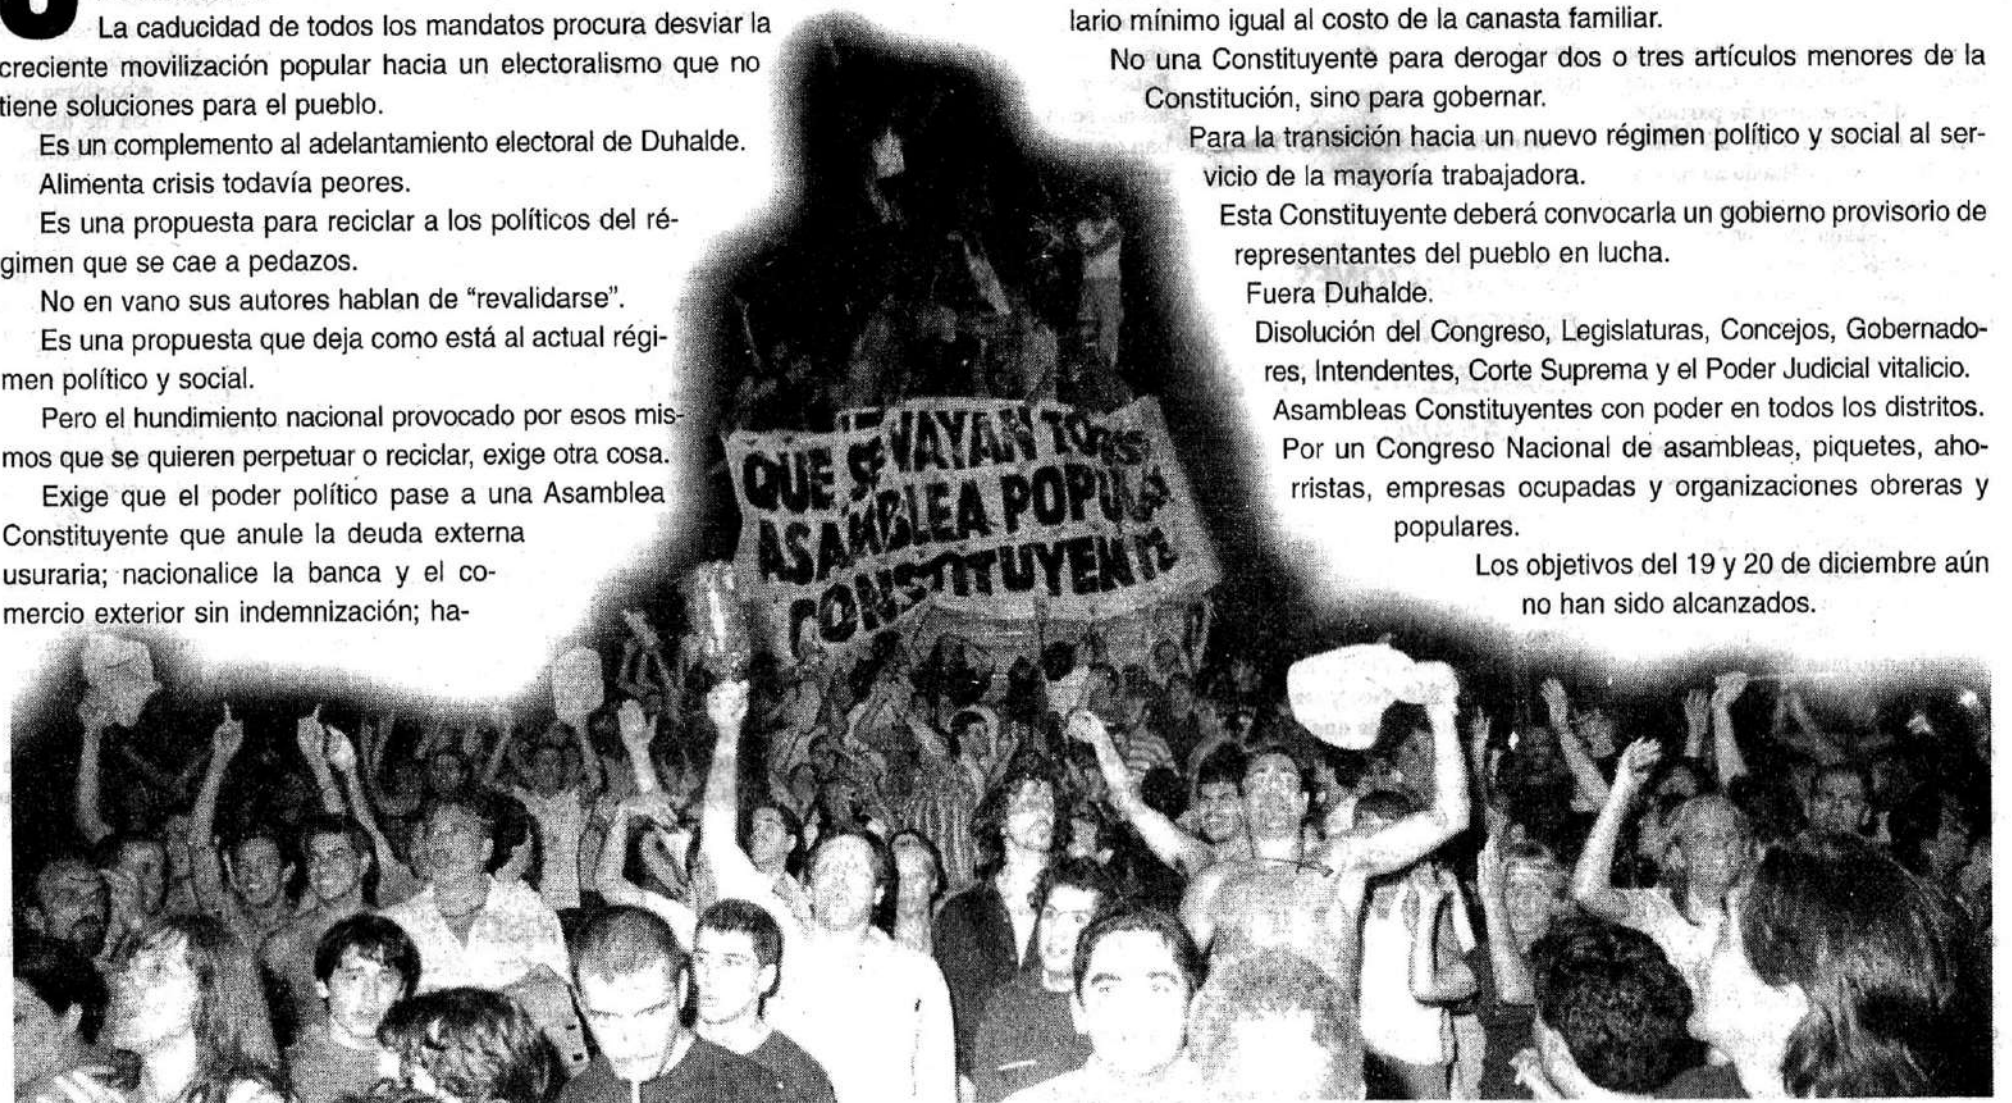 La caducidad de todos los mandatos procura desviar la
creciente movilización popular hacia un electoralismo que no
tiene soluciones para el pueblo.
Es un complemento al adelantamiento electoral de Duhalde.
Alimenta crisis todavía peores.
Es una propuesta para reciclar a los políticos del ré-
gimen que se cae a pedazos.
No en vano sus autores hablan de “revalidarse”.
Es una propuesta que deja como está al actual régi-
men político y social.
Pero el hundimiento nacional provocado por esos mis-
mos que se quieren perpetuar o reciclar, exige otra cosa.
Exige que el poder político pase a una Asamblea
Constituyente que anule la deuda externa
usuraria; nacionalice la banca y el co-
mercio exterior sin indemnización; ha-
lario mínimo igual al costo de la canasta familiar.
No una Constituyente para derogar dos o tres artículos menores de la
Constitución, sino para gobernar.
Para la transición hacia un nuevo régimen político y social al ser-
vicio de la mayoría trabajadora.
Esta Constituyente deberá convocarla un gobierno provisorio de
representantes del pueblo en lucha.
Fuera Duhalde.
Disolución del Congreso, Legislaturas, Concejos, Gobernado-
res, Intendentes, Corte Suprema y el Poder Judicial vitalicio.
Asambleas Constituyentes con poder en todos los distritos.
Por un Congreso Nacional de asambleas, piquetes, aho-
rristas, empresas ocupadas y organizaciones obreras y
populares.
Los objetivos del 19 y 20 de diciembre aún
no han sido alcanzados.
QUE SE VAYAN TODOS
ASAMBLEA POPULA
CONSTITUYENTE